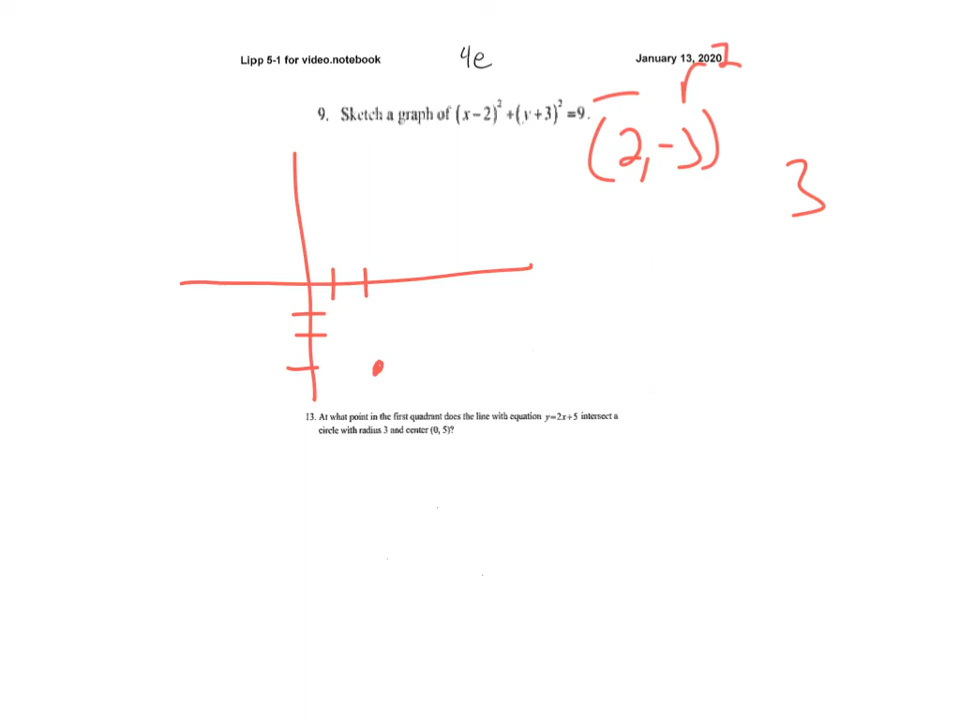 Lipp 5-1 for video.notebook
4e
January 13, 2020
r²
9. Sketch a graph of (x-2)² +(y+3)² =9.
(2,-3)
3
13. At what point in the first quadrant does the line with equation y=2x+5 intersect a
circle with radius 3 and center (0, 5)?